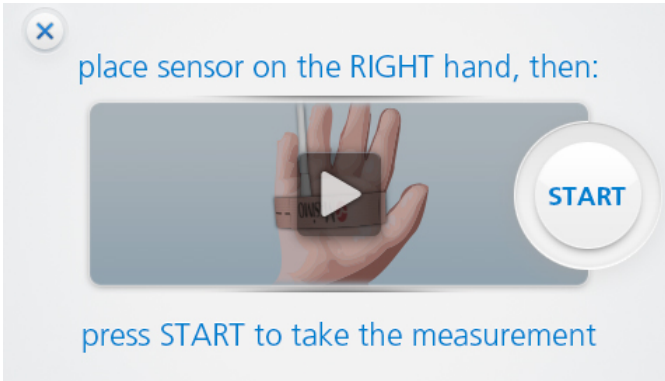 place sensor on the RIGHT hand, then:
START
press START to take the measurement